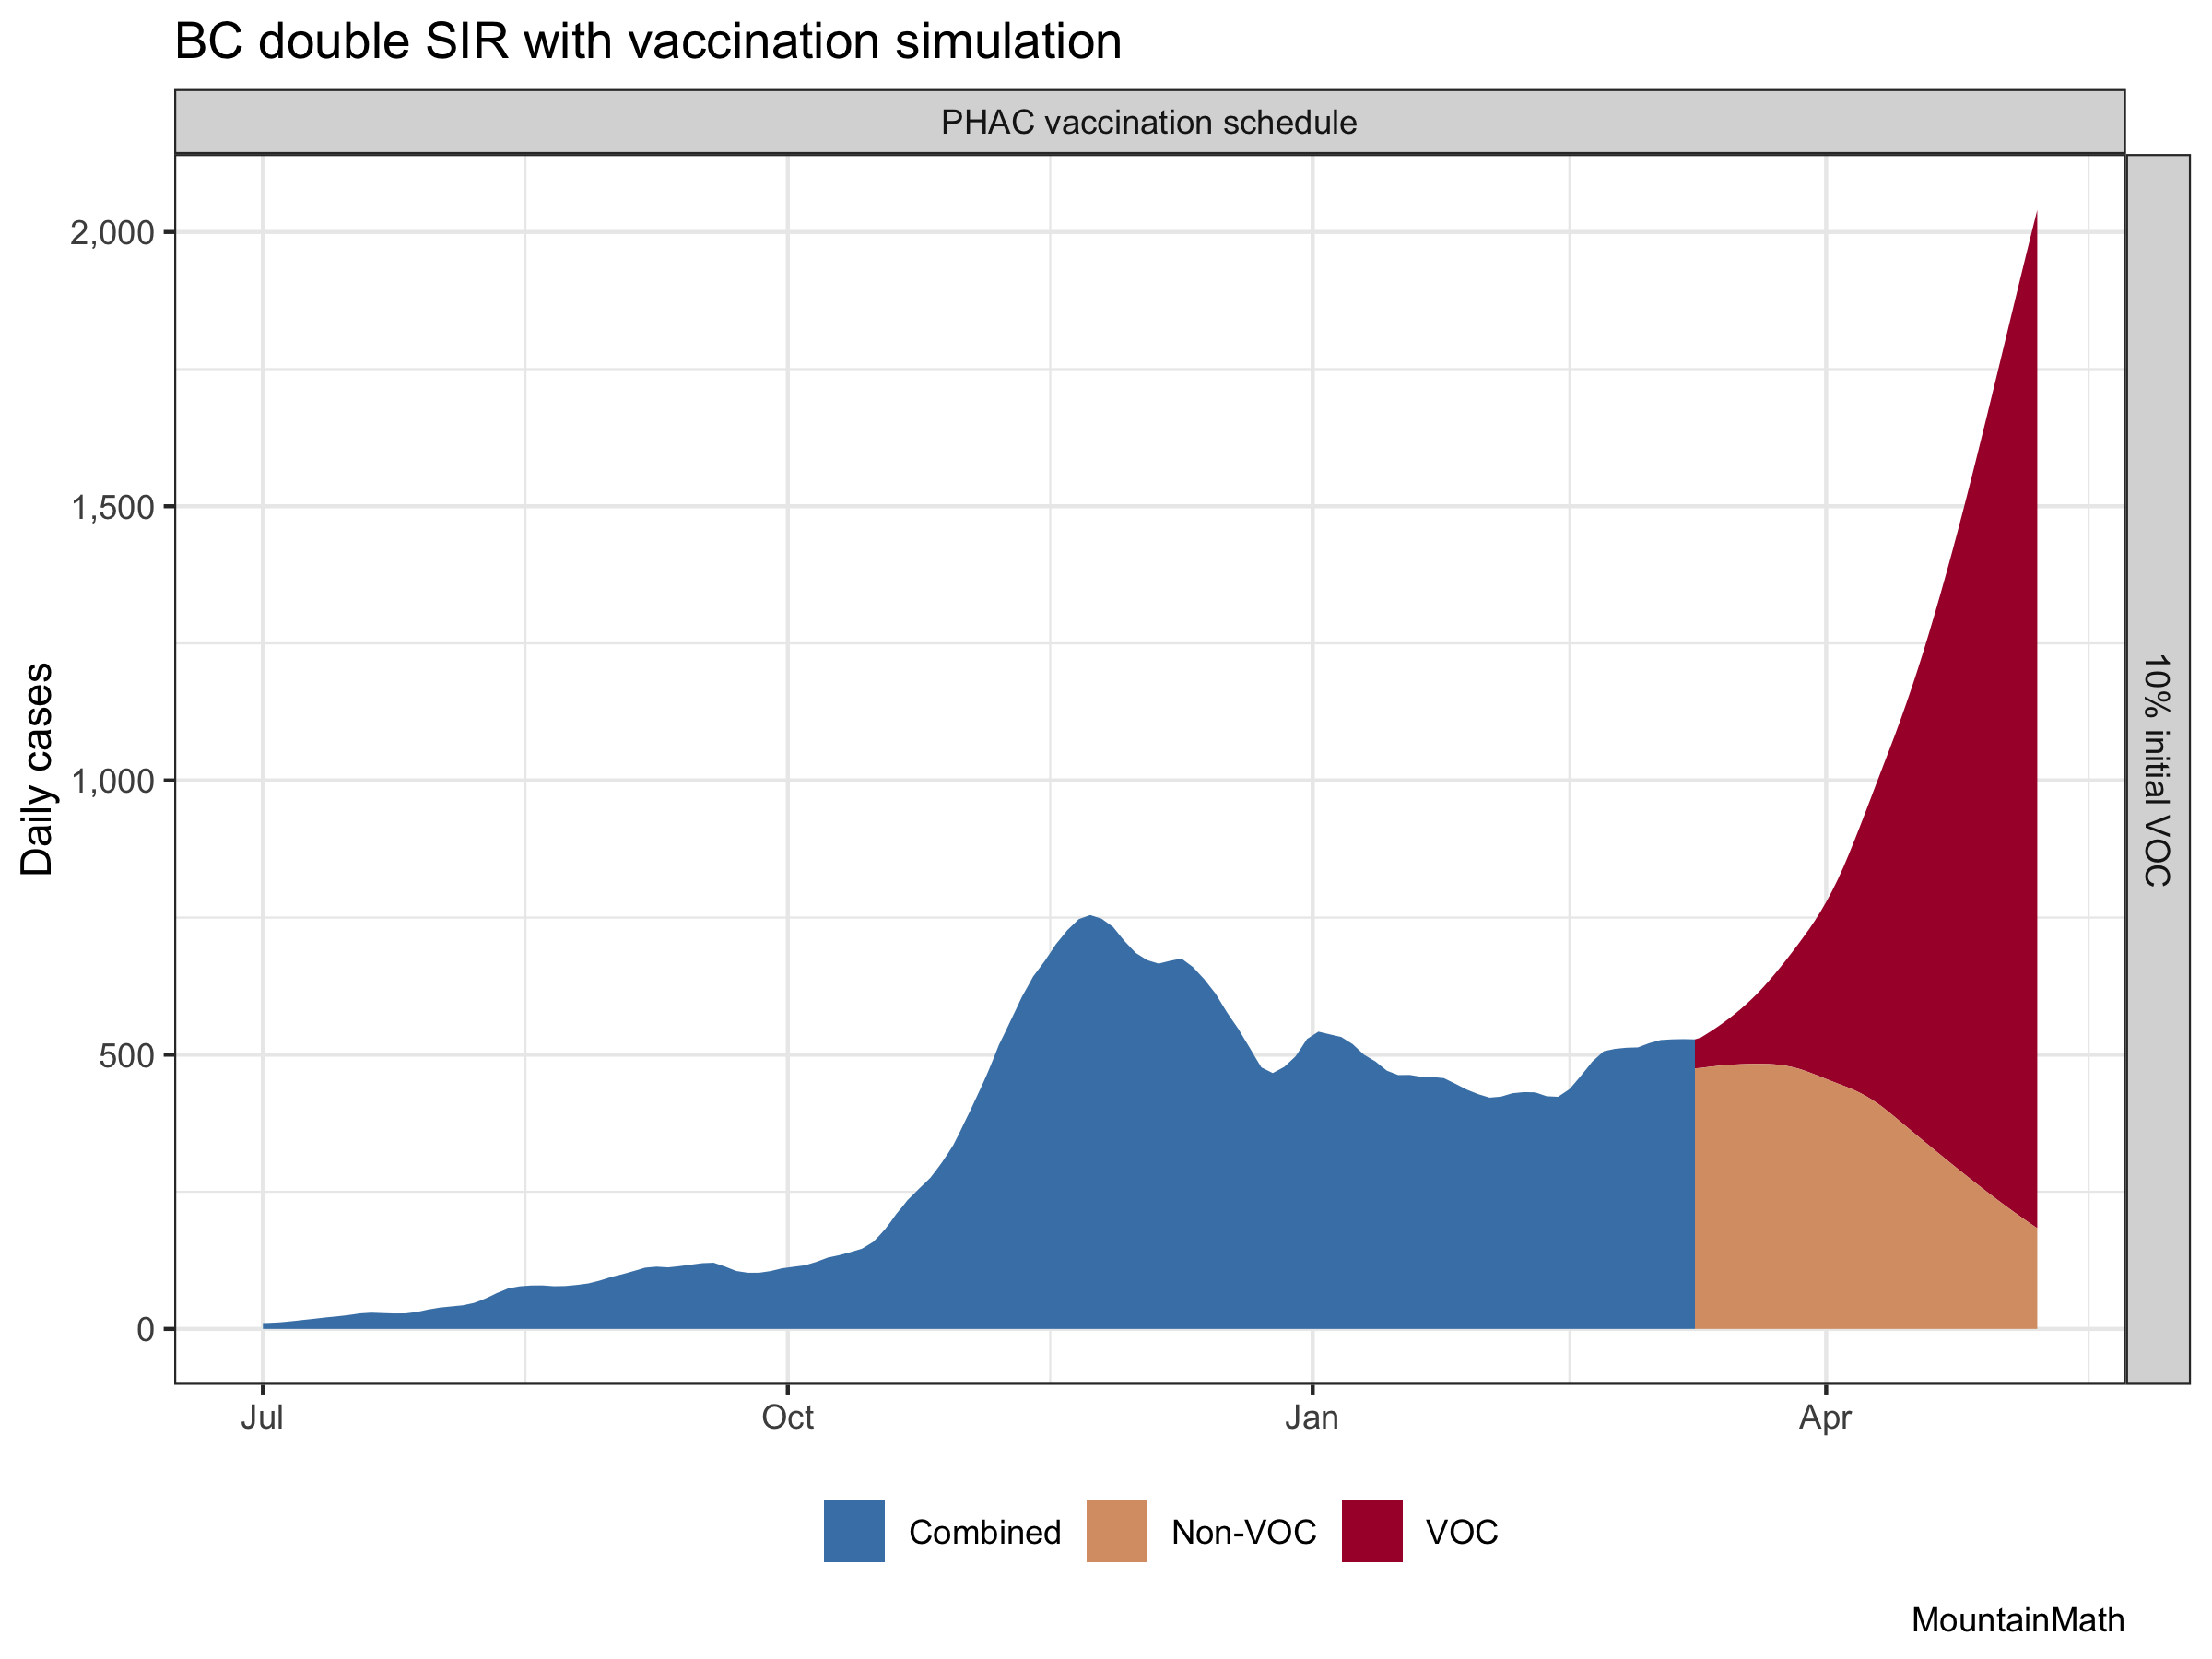 BC double SIR with vaccination simulation
PHAC vaccination schedule
2,000
1,500
1,000
500
0
Daily cases
10% initial VOC
Jul
Oct
Jan
Apr
Combined
Non-VOC
VOC
MountainMath